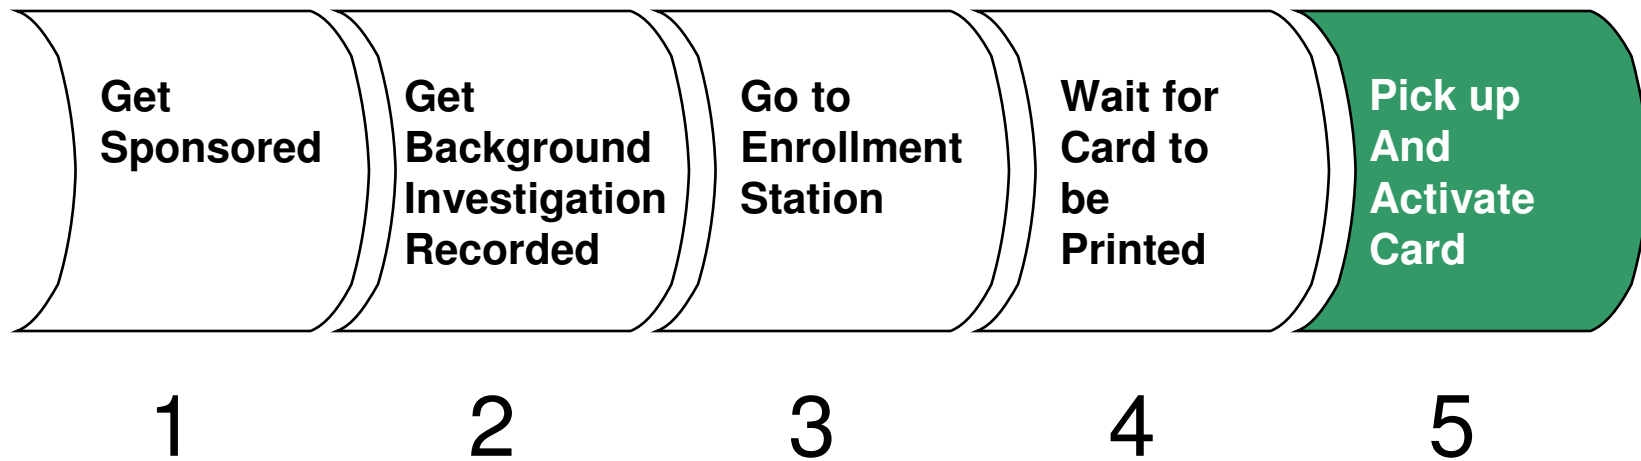 Get
Sponsored
Get
Background
Investigation
Recorded
Go to
Enrollment
Station
Wait for
Card to
be
Printed
Pick up
And
Activate
Card
1
2
3
4
5